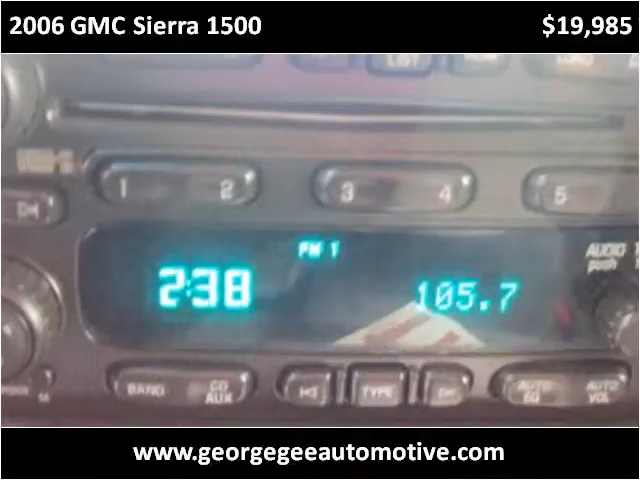 2006 GMC Sierra 1500 $19,985
LIST
1 2 3 4 5
FM 1
2:38 105.7
AUDIO
push
BAND CD AUX TYPE AUTO EQ AUTO VOL
www.georgegeeautomotive.com